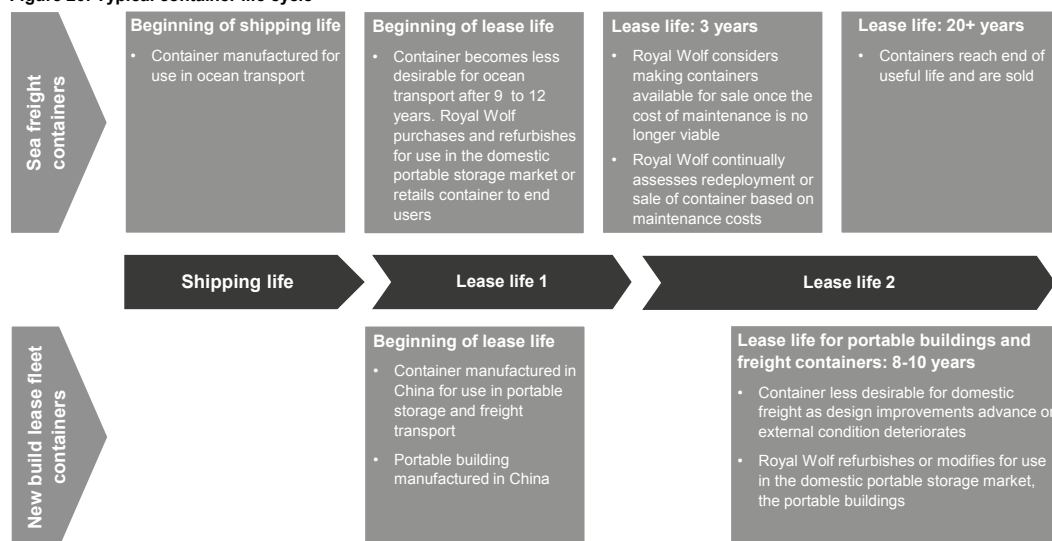 Figure 20: Typical container life cycle
Sea freight
containers
Beginning of shipping life
• Container manufactured for
use in ocean transport
Beginning of lease life
• Container becomes less
desirable for ocean
transport after 9 to 12
years. Royal Wolf
purchases and refurbishes
for use in the domestic
portable storage market or
retails container to end
users
Lease life: 3 years
• Royal Wolf considers
making containers
available for sale once the
cost of maintenance is no
longer viable
• Royal Wolf continually
assesses redeployment or
sale of container based on
maintenance costs
Lease life: 20+ years
• Containers reach end of
useful life and are sold
Shipping life
Lease life 1
Lease life 2
New build lease fleet
containers
Beginning of lease life
• Container manufactured in
China for use in portable
storage and freight
transport
• Portable building
manufactured in China
Lease life for portable buildings and
freight containers: 8-10 years
• Container less desirable for domestic
freight as design improvements advance or
external condition deteriorates
• Royal Wolf refurbishes or modifies for use
in the domestic portable storage market,
the portable buildings